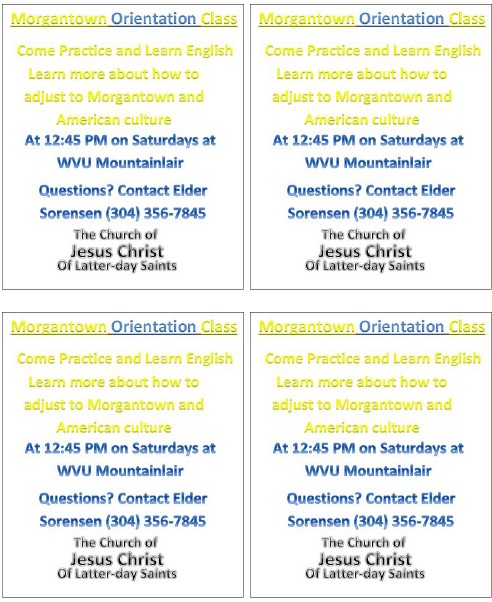 Morgantown Orientation Class
Come Practice and Learn English
Learn more about how to
adjust to Morgantown and
American culture
At 12:45 PM on Saturdays at
WVU Mountainlair
Questions? Contact Elder
Sorensen (304) 356-7845
The Church of
Jesus Christ
Of Latter-day Saints
Morgantown Orientation Class
Come Practice and Learn English
Learn more about how to
adjust to Morgantown and
American culture
At 12:45 PM on Saturdays at
WVU Mountainlair
Questions? Contact Elder
Sorensen (304) 356-7845
The Church of
Jesus Christ
Of Latter-day Saints
Morgantown Orientation Class
Come Practice and Learn English
Learn more about how to
adjust to Morgantown and
American culture
At 12:45 PM on Saturdays at
WVU Mountainlair
Questions? Contact Elder
Sorensen (304) 356-7845
The Church of
Jesus Christ
Of Latter-day Saints
Morgantown Orientation Class
Come Practice and Learn English
Learn more about how to
adjust to Morgantown and
American culture
At 12:45 PM on Saturdays at
WVU Mountainlair
Questions? Contact Elder
Sorensen (304) 356-7845
The Church of
Jesus Christ
Of Latter-day Saints